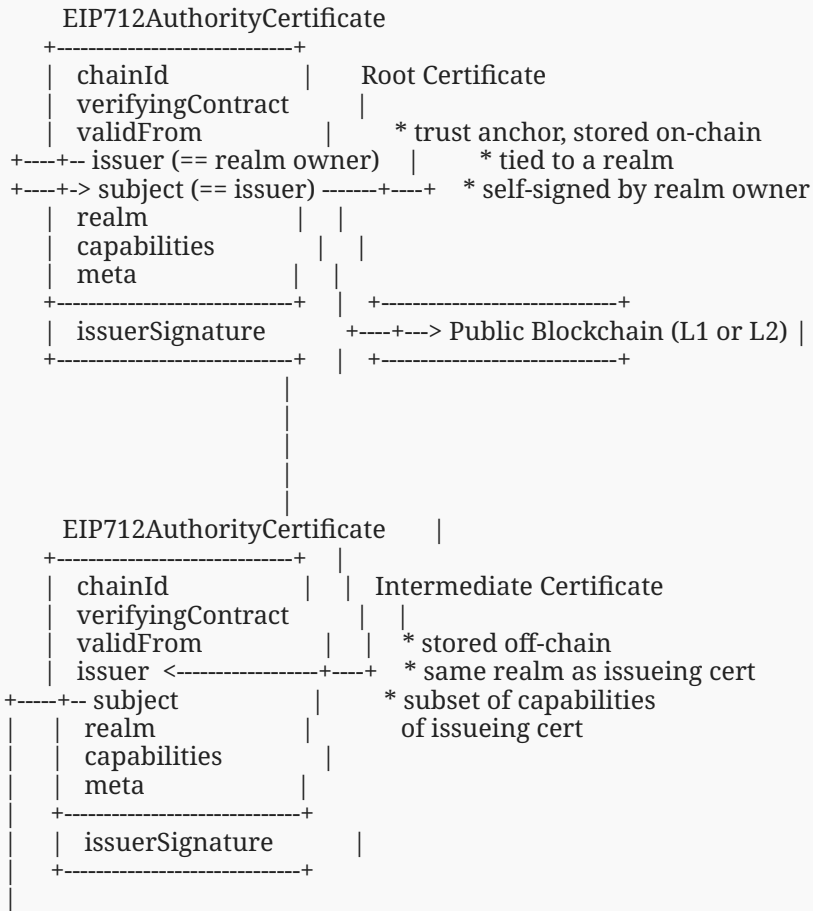 EIP712AuthorityCertificate
+------------------------------+
| chainId | Root Certificate
| verifyingContract |
| validFrom | * trust anchor, stored on-chain
+----+-- issuer (== realm owner) | * tied to a realm
+----+-> subject (== issuer) -------+----+ * self-signed by realm owner
| realm | |
| capabilities | |
| meta | |
+------------------------------+ | +------------------------------+
| issuerSignature +----+---> Public Blockchain (L1 or L2) |
+------------------------------+ | +------------------------------+
|
|
|
|
|
EIP712AuthorityCertificate |
+------------------------------+ |
| chainId | | Intermediate Certificate
| verifyingContract | |
| validFrom | | * stored off-chain
| issuer <------------------+----+ * same realm as issueing cert
+-----+-- subject | * subset of capabilities
| | realm | of issueing cert
| | capabilities |
| | meta |
| +------------------------------+
| | issuerSignature |
| +------------------------------+
|